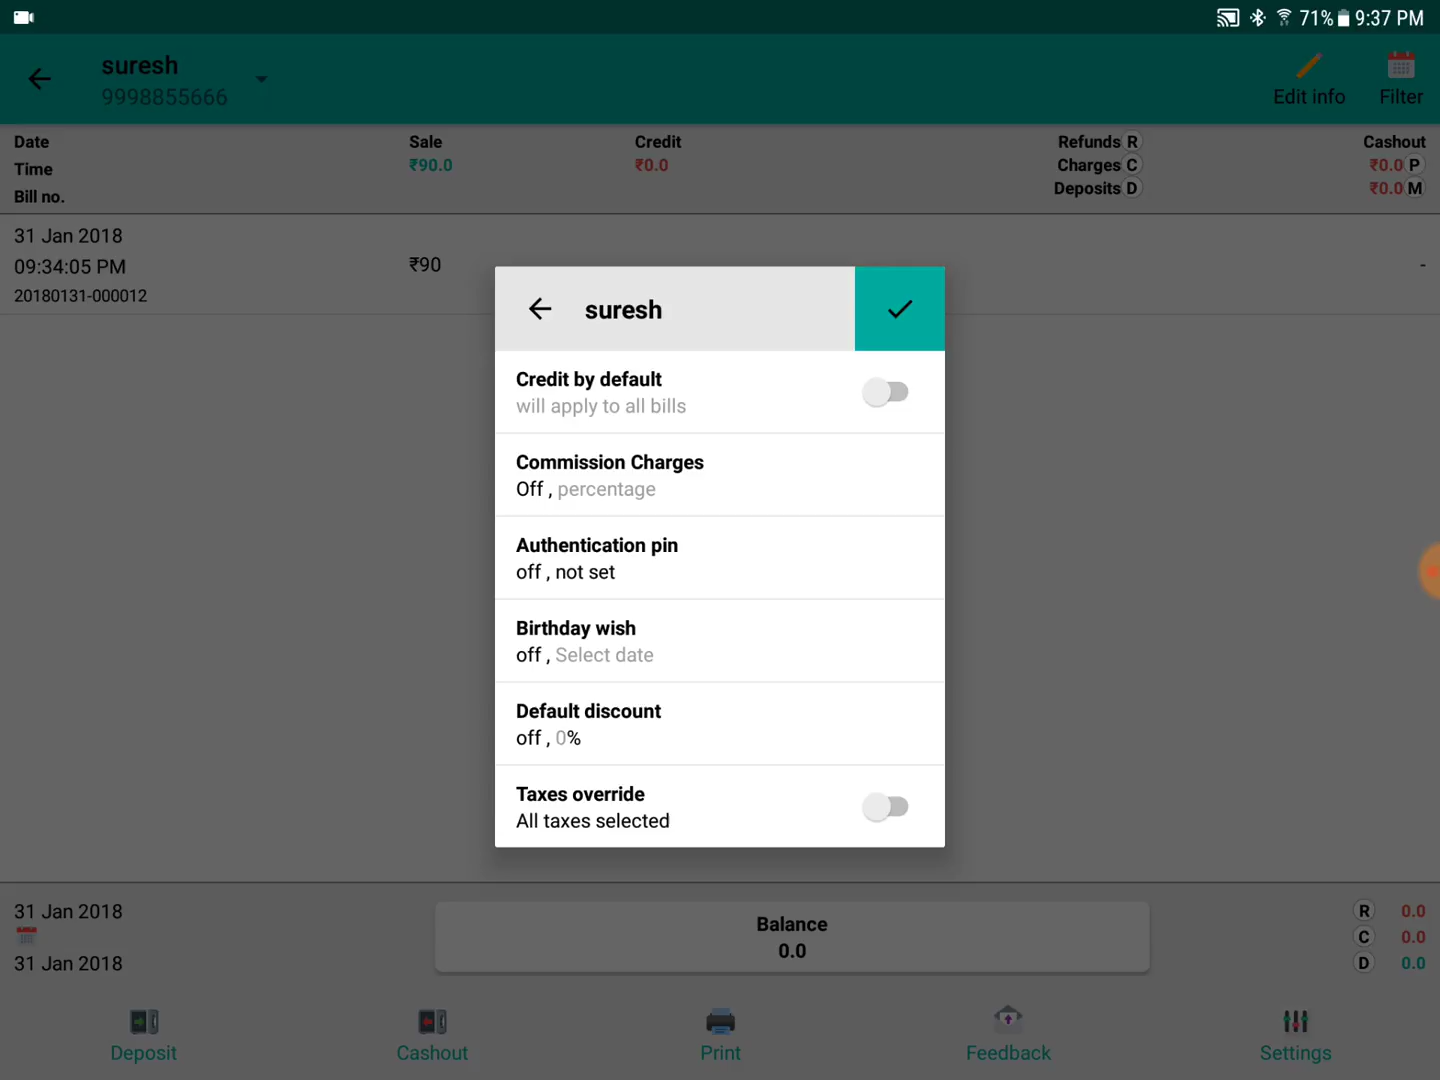 71% 9:37 PM
suresh
9998855666
Edit info
Filter
Date
Time
Bill no.
Sale
₹90.0
Credit
₹0.0
Refunds R
Charges C
Deposits D
Cashout
₹0.0 P
₹0.0 M
31 Jan 2018
09:34:05 PM
20180131-000012
₹90
-
suresh
Credit by default
will apply to all bills
Commission Charges
Off , percentage
Authentication pin
off , not set
Birthday wish
off , Select date
Default discount
off , 0%
Taxes override
All taxes selected
31 Jan 2018
31 Jan 2018
Balance
0.0
R 0.0
C 0.0
D 0.0
Deposit
Cashout
Print
Feedback
Settings